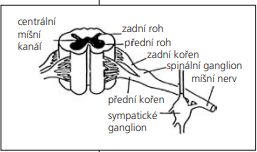 centrální
míšní
kanál
zadní roh
přední roh
zadní kořen
spinální ganglion
míšní nerv
přední kořen
sympatické
ganglion